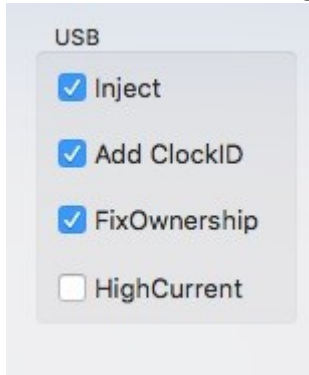 USB
Inject
Add ClockID
FixOwnership
HighCurrent